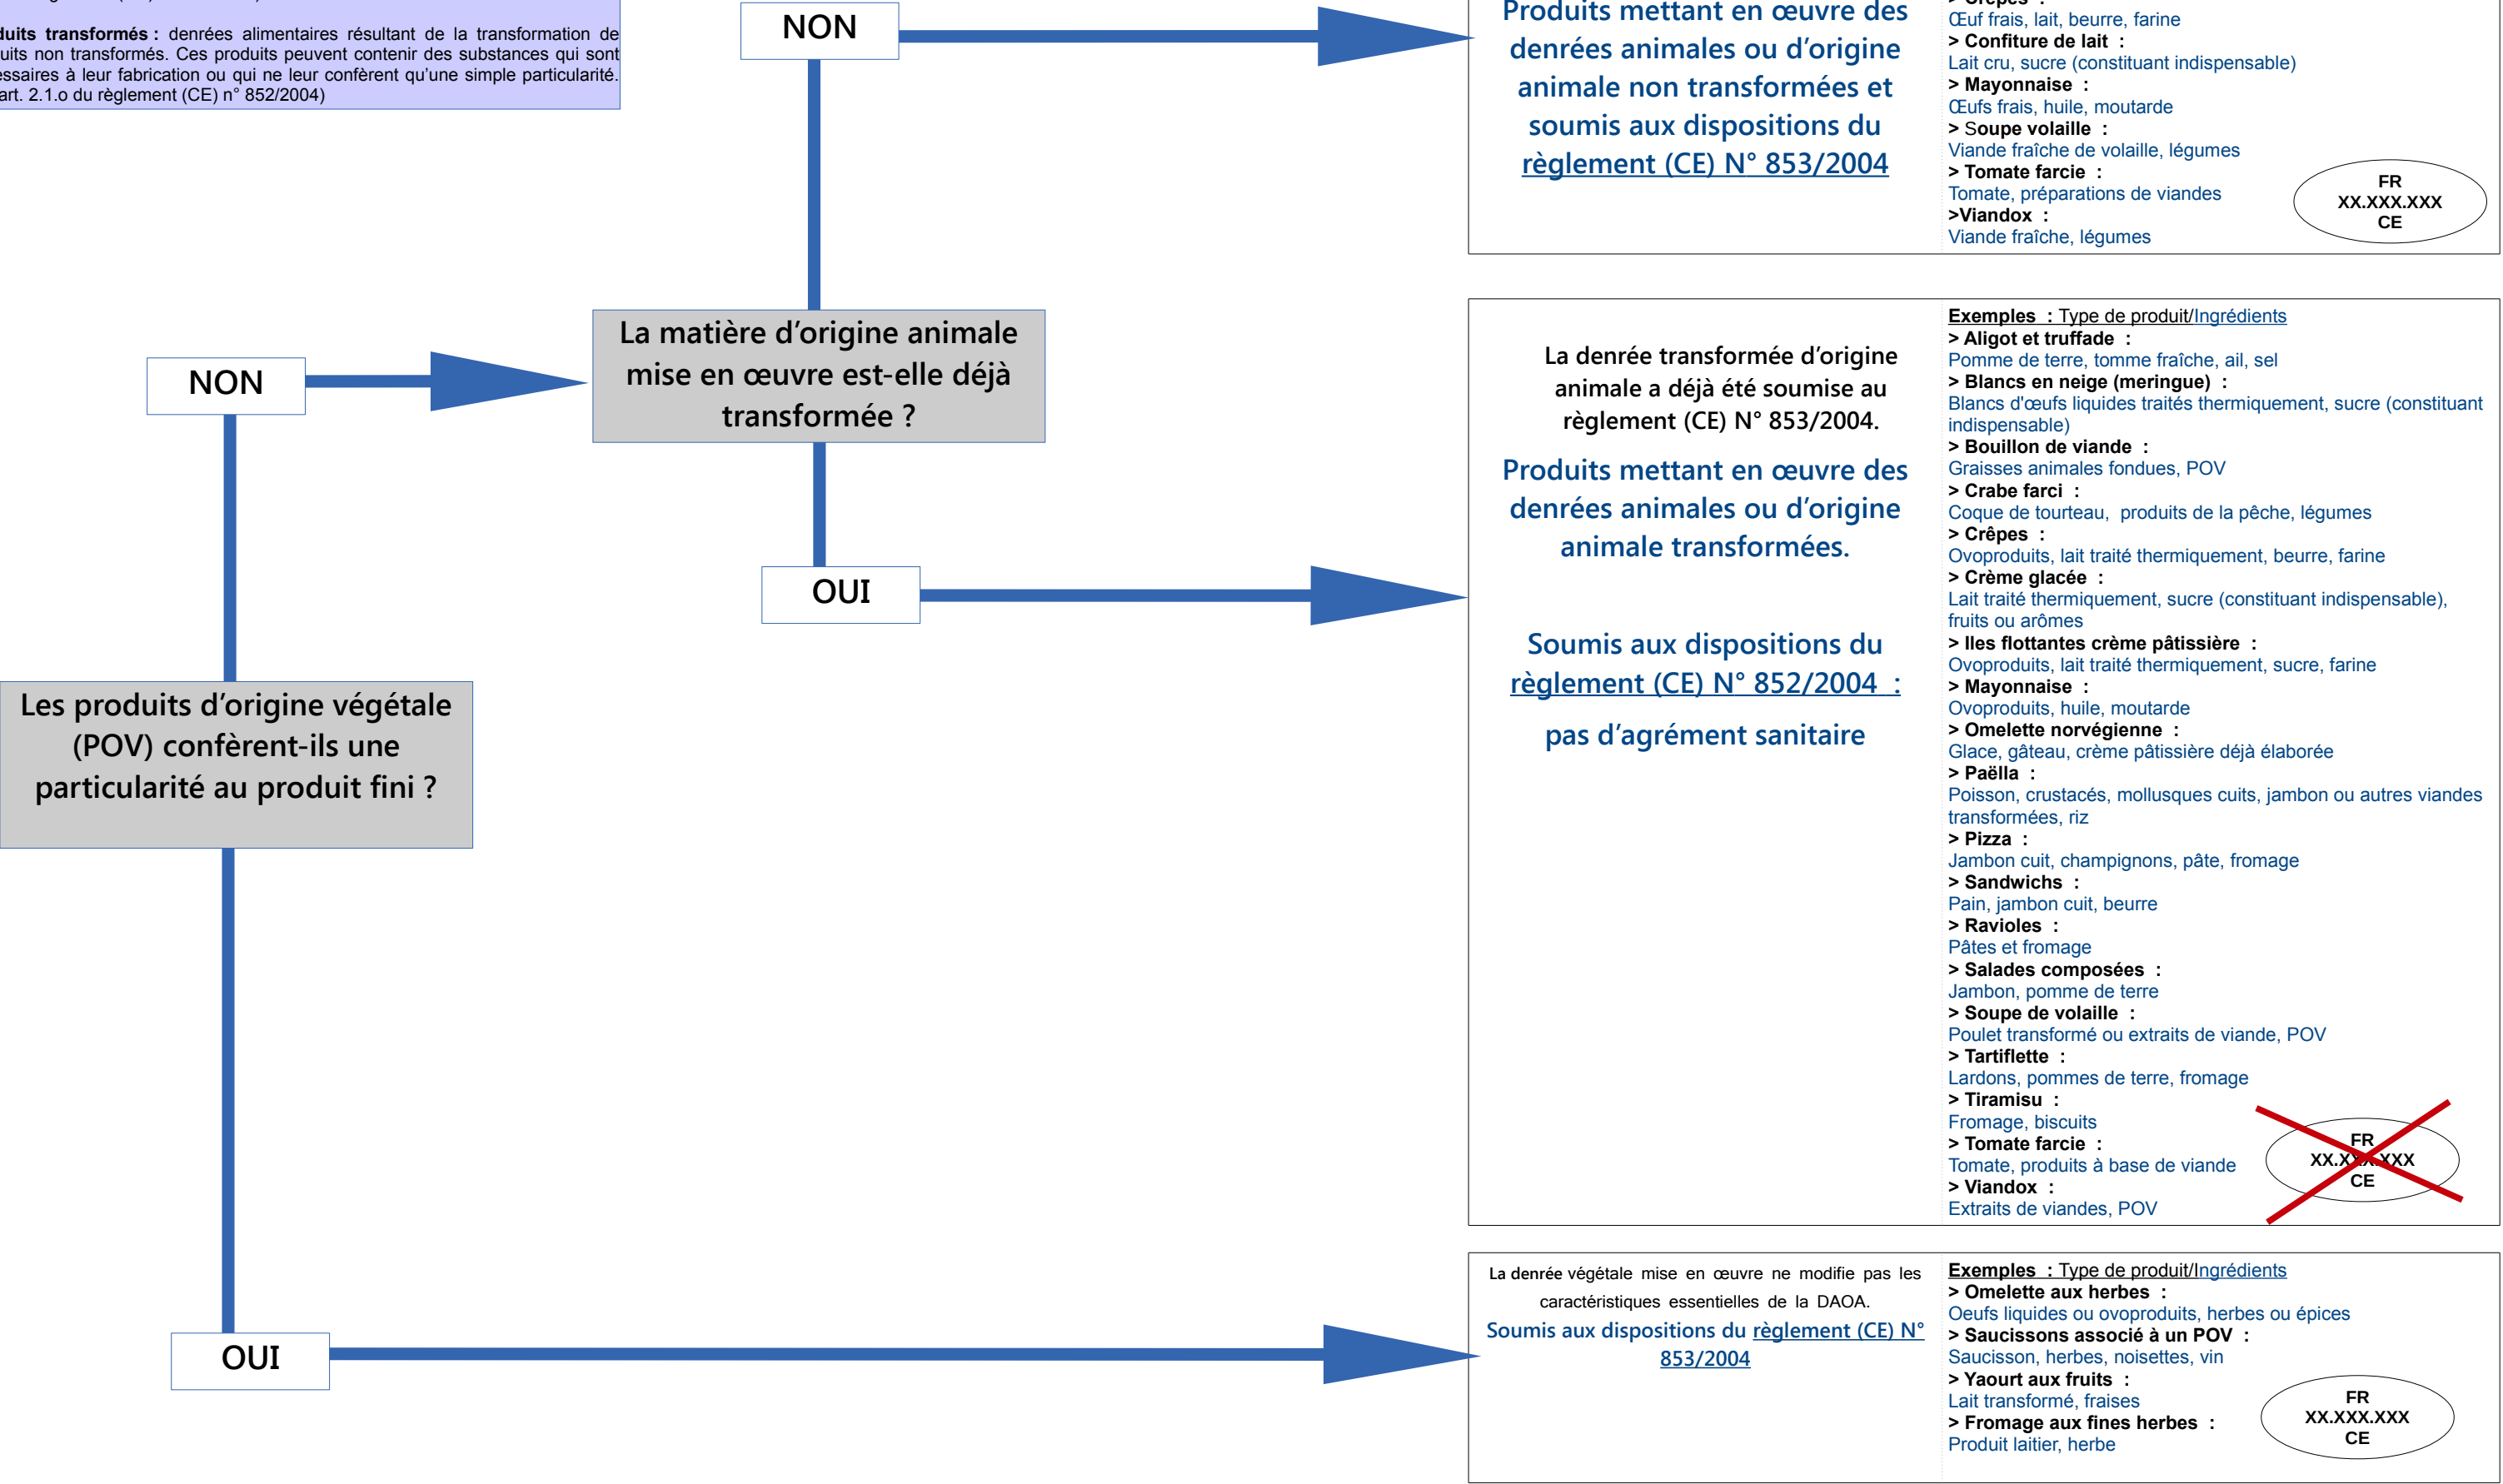 duits transformés : denrées alimentaires résultant de la transformation de
uits non transformés. Ces produits peuvent contenir des substances qui sont
essaires à leur fabrication ou qui ne leur confèrent qu'une simple particularité.
art. 2.1.o du règlement (CE) n° 852/2004)
NON
Produits mettant en œuvre des
denrées animales ou d'origine
animale non transformées et
soumis aux dispositions du
règlement (CE) N° 853/2004
> Crêpes :
Œuf frais, lait, beurre, farine
> Confiture de lait :
Lait cru, sucre (constituant indispensable)
> Mayonnaise :
Œufs frais, huile, moutarde
> Soupe volaille :
Viande fraîche de volaille, légumes
> Tomate farcie :
Tomate, préparations de viandes
>Viandox :
Viande fraîche, légumes
FR
XX.XXX.XXX
CE
La matière d'origine animale
mise en œuvre est-elle déjà
transformée ?
NON
OUI
Les produits d'origine végétale
(POV) confèrent-ils une
particularité au produit fini ?
OUI
La denrée transformée d'origine
animale a déjà été soumise au
règlement (CE) N° 853/2004.
Produits mettant en œuvre des
denrées animales ou d'origine
animale transformées.
Soumis aux dispositions du
règlement (CE) N° 852/2004 :
pas d'agrément sanitaire
Exemples : Type de produit/Ingrédients
> Aligot et truffade :
Pomme de terre, tomme fraîche, ail, sel
> Blancs en neige (meringue) :
Blancs d'œufs liquides traités thermiquement, sucre (constituant
indispensable)
> Bouillon de viande :
Graisses animales fondues, POV
> Crabe farci :
Coque de tourteau, produits de la pêche, légumes
> Crêpes :
Ovoproduits, lait traité thermiquement, beurre, farine
> Crème glacée :
Lait traité thermiquement, sucre (constituant indispensable),
fruits ou arômes
> Iles flottantes crème pâtissière :
Ovoproduits, lait traité thermiquement, sucre, farine
> Mayonnaise :
Ovoproduits, huile, moutarde
> Omelette norvégienne :
Glace, gâteau, crème pâtissière déjà élaborée
> Paëlla :
Poisson, crustacés, mollusques cuits, jambon ou autres viandes
transformées, riz
> Pizza :
Jambon cuit, champignons, pâte, fromage
> Sandwichs :
Pain, jambon cuit, beurre
> Ravioles :
Pâtes et fromage
> Salades composées :
Jambon, pomme de terre
> Soupe de volaille :
Poulet transformé ou extraits de viande, POV
> Tartiflette :
Lardons, pommes de terre, fromage
> Tiramisu :
Fromage, biscuits
> Tomate farcie :
Tomate, produits à base de viande
> Viandox :
Extraits de viandes, POV
FR
XX.XXX.XXX
CE
La denrée végétale mise en œuvre ne modifie pas les
caractéristiques essentielles de la DAOA.
Soumis aux dispositions du règlement (CE) N°
853/2004
Exemples : Type de produit/Ingrédients
> Omelette aux herbes :
Oeufs liquides ou ovoproduits, herbes ou épices
> Saucissons associé à un POV :
Saucisson, herbes, noisettes, vin
> Yaourt aux fruits :
Lait transformé, fraises
> Fromage aux fines herbes :
Produit laitier, herbe
FR
XX.XXX.XXX
CE